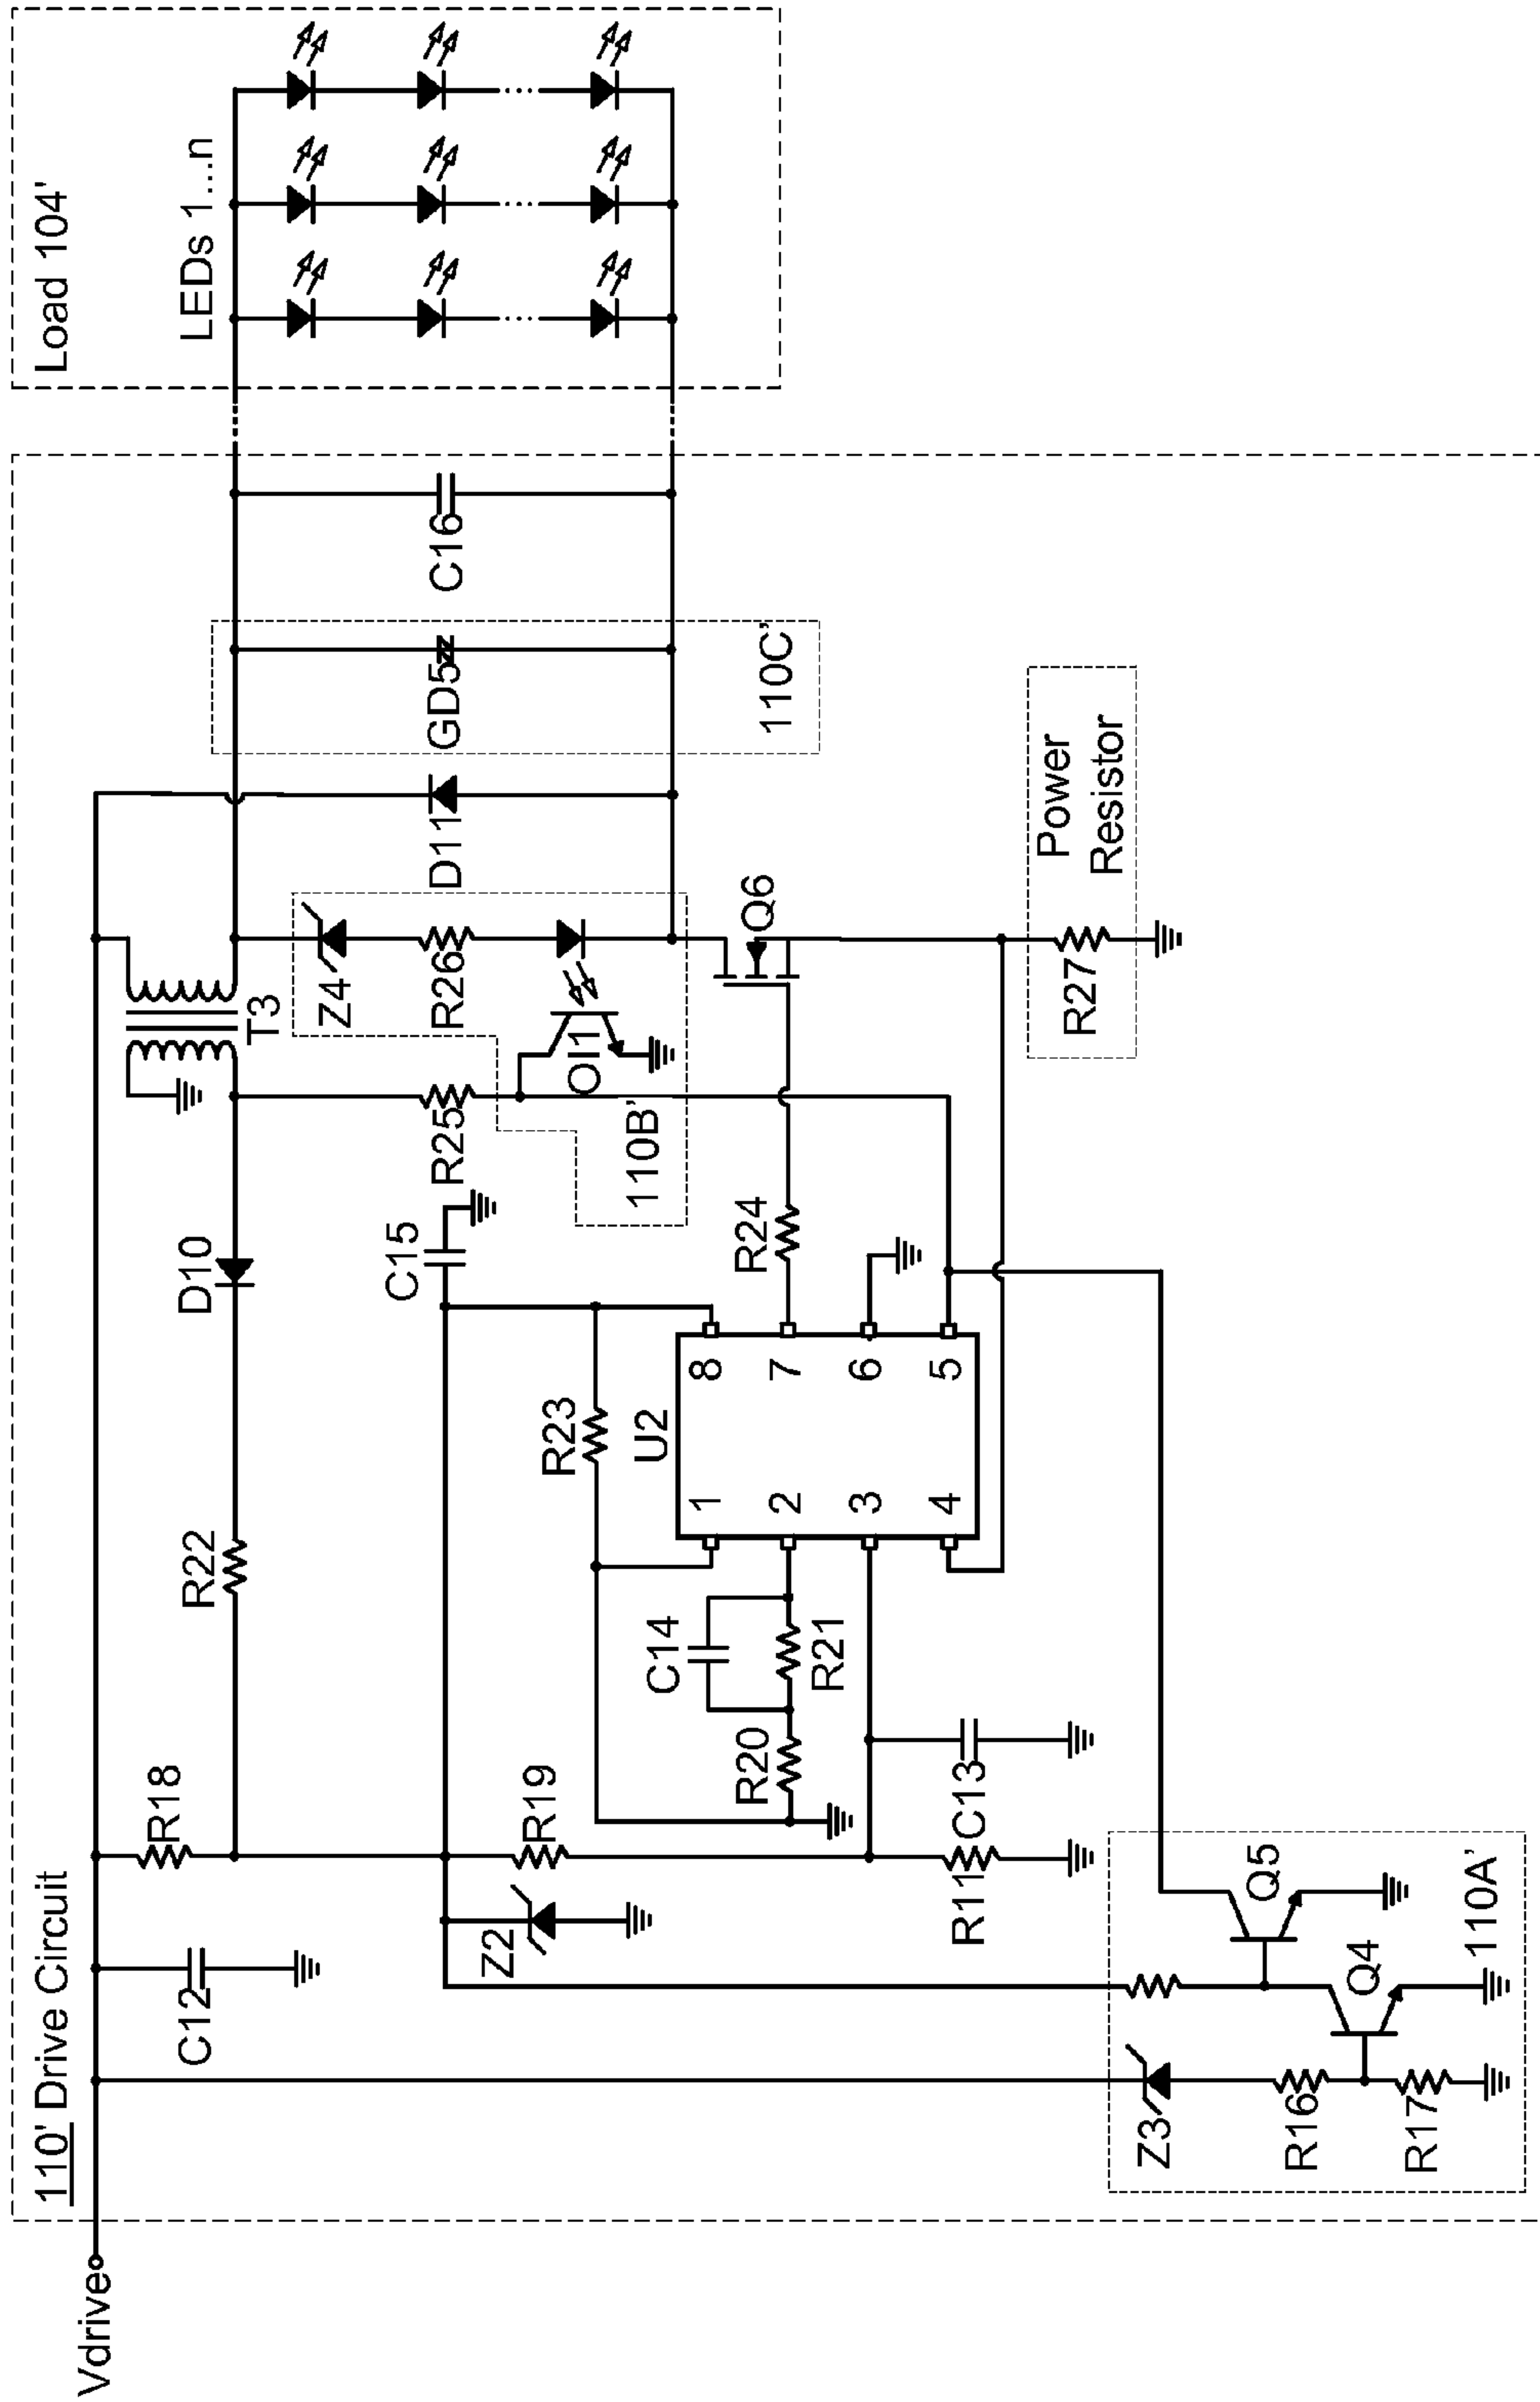 110' Drive Circuit
Load 104'
LEDs 1...n
Vdrive
C12
R18
R22
D10
T3
Z2
R19
C15
R25
Z4
R26
OI1
110B'
D11
GD5
110C'
C16
R23
U2
1
2
3
4
8
7
6
5
C14
R20
R21
R24
Q6
R11
C13
R27
Power
Resistor
Z3
R16
R17
Q4
Q5
110A'